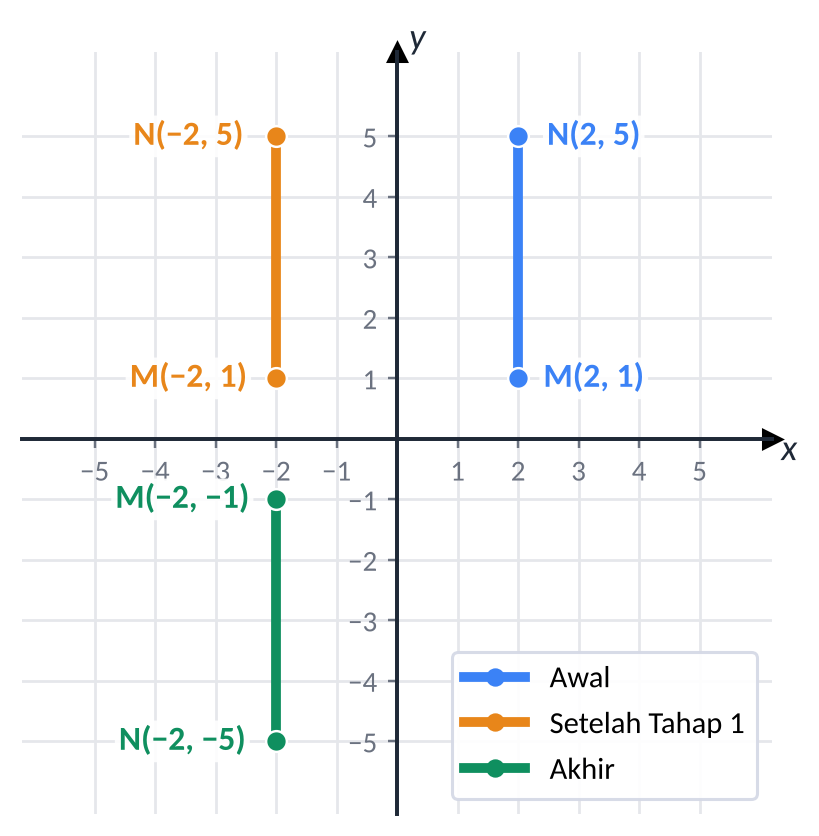 y
N(−2, 5)
N(2, 5)
5
4
3
2
M(−2, 1)
1
M(2, 1)
x
−5 −4 −3 −2 −1 1 2 3 4 5
M(−2, −1)
−1
−2
−3
−4
N(−2, −5)
−5
Awal
Setelah Tahap 1
Akhir